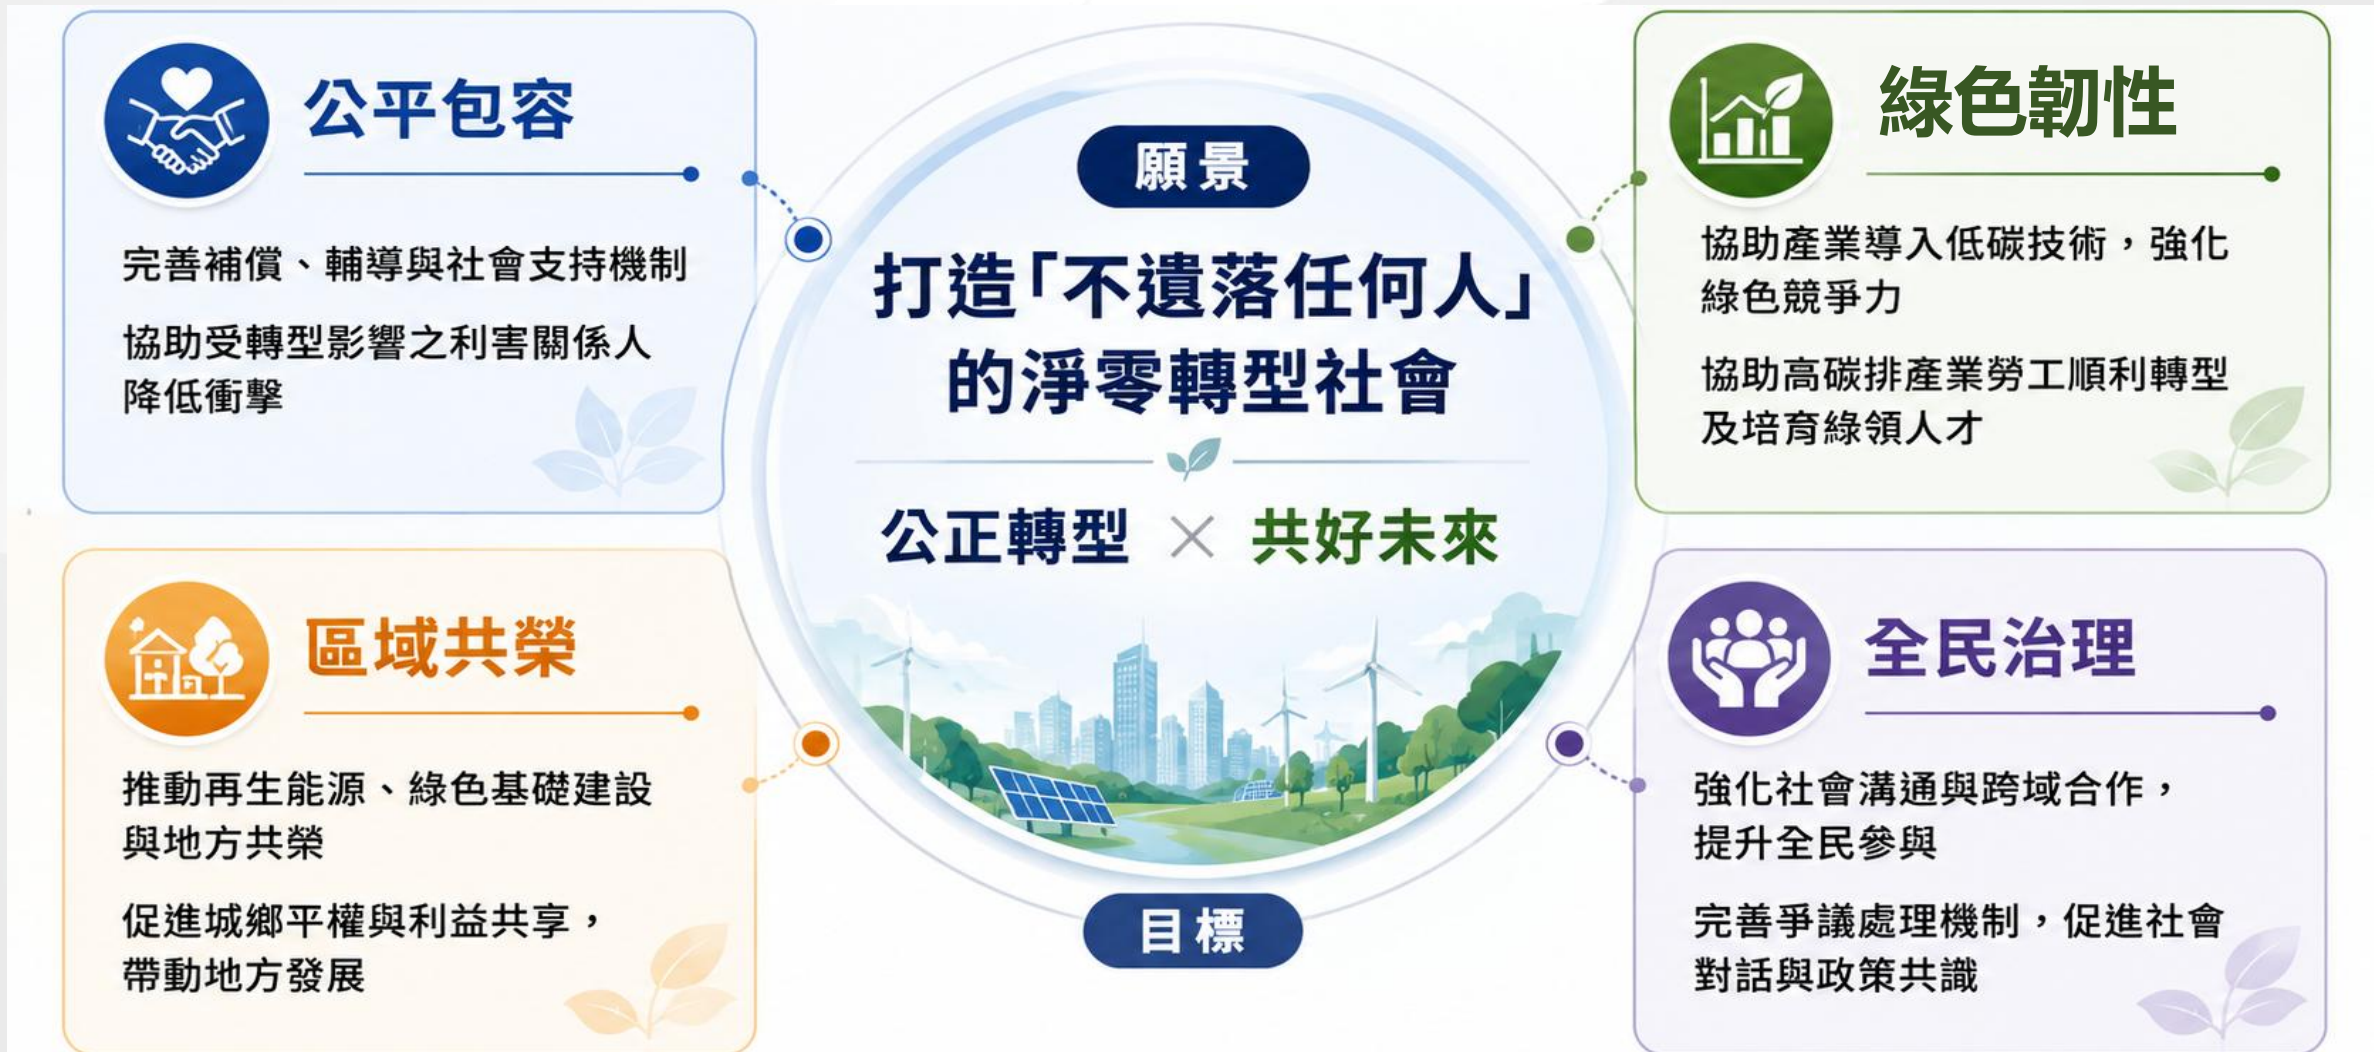 公平包容
完善補償、輔導與社會支持機制
協助受轉型影響之利害關係人
降低衝擊
願景
打造「不遺落任何人」
的淨零轉型社會
公正轉型 × 共好未來
綠色韌性
協助產業導入低碳技術，強化
綠色競爭力
協助高碳排產業勞工順利轉型
及培育綠領人才
區域共榮
推動再生能源、綠色基礎建設
與地方共榮
促進城鄉平權與利益共享，
帶動地方發展
目標
全民治理
強化社會溝通與跨域合作，
提升全民參與
完善爭議處理機制，促進社會
對話與政策共識